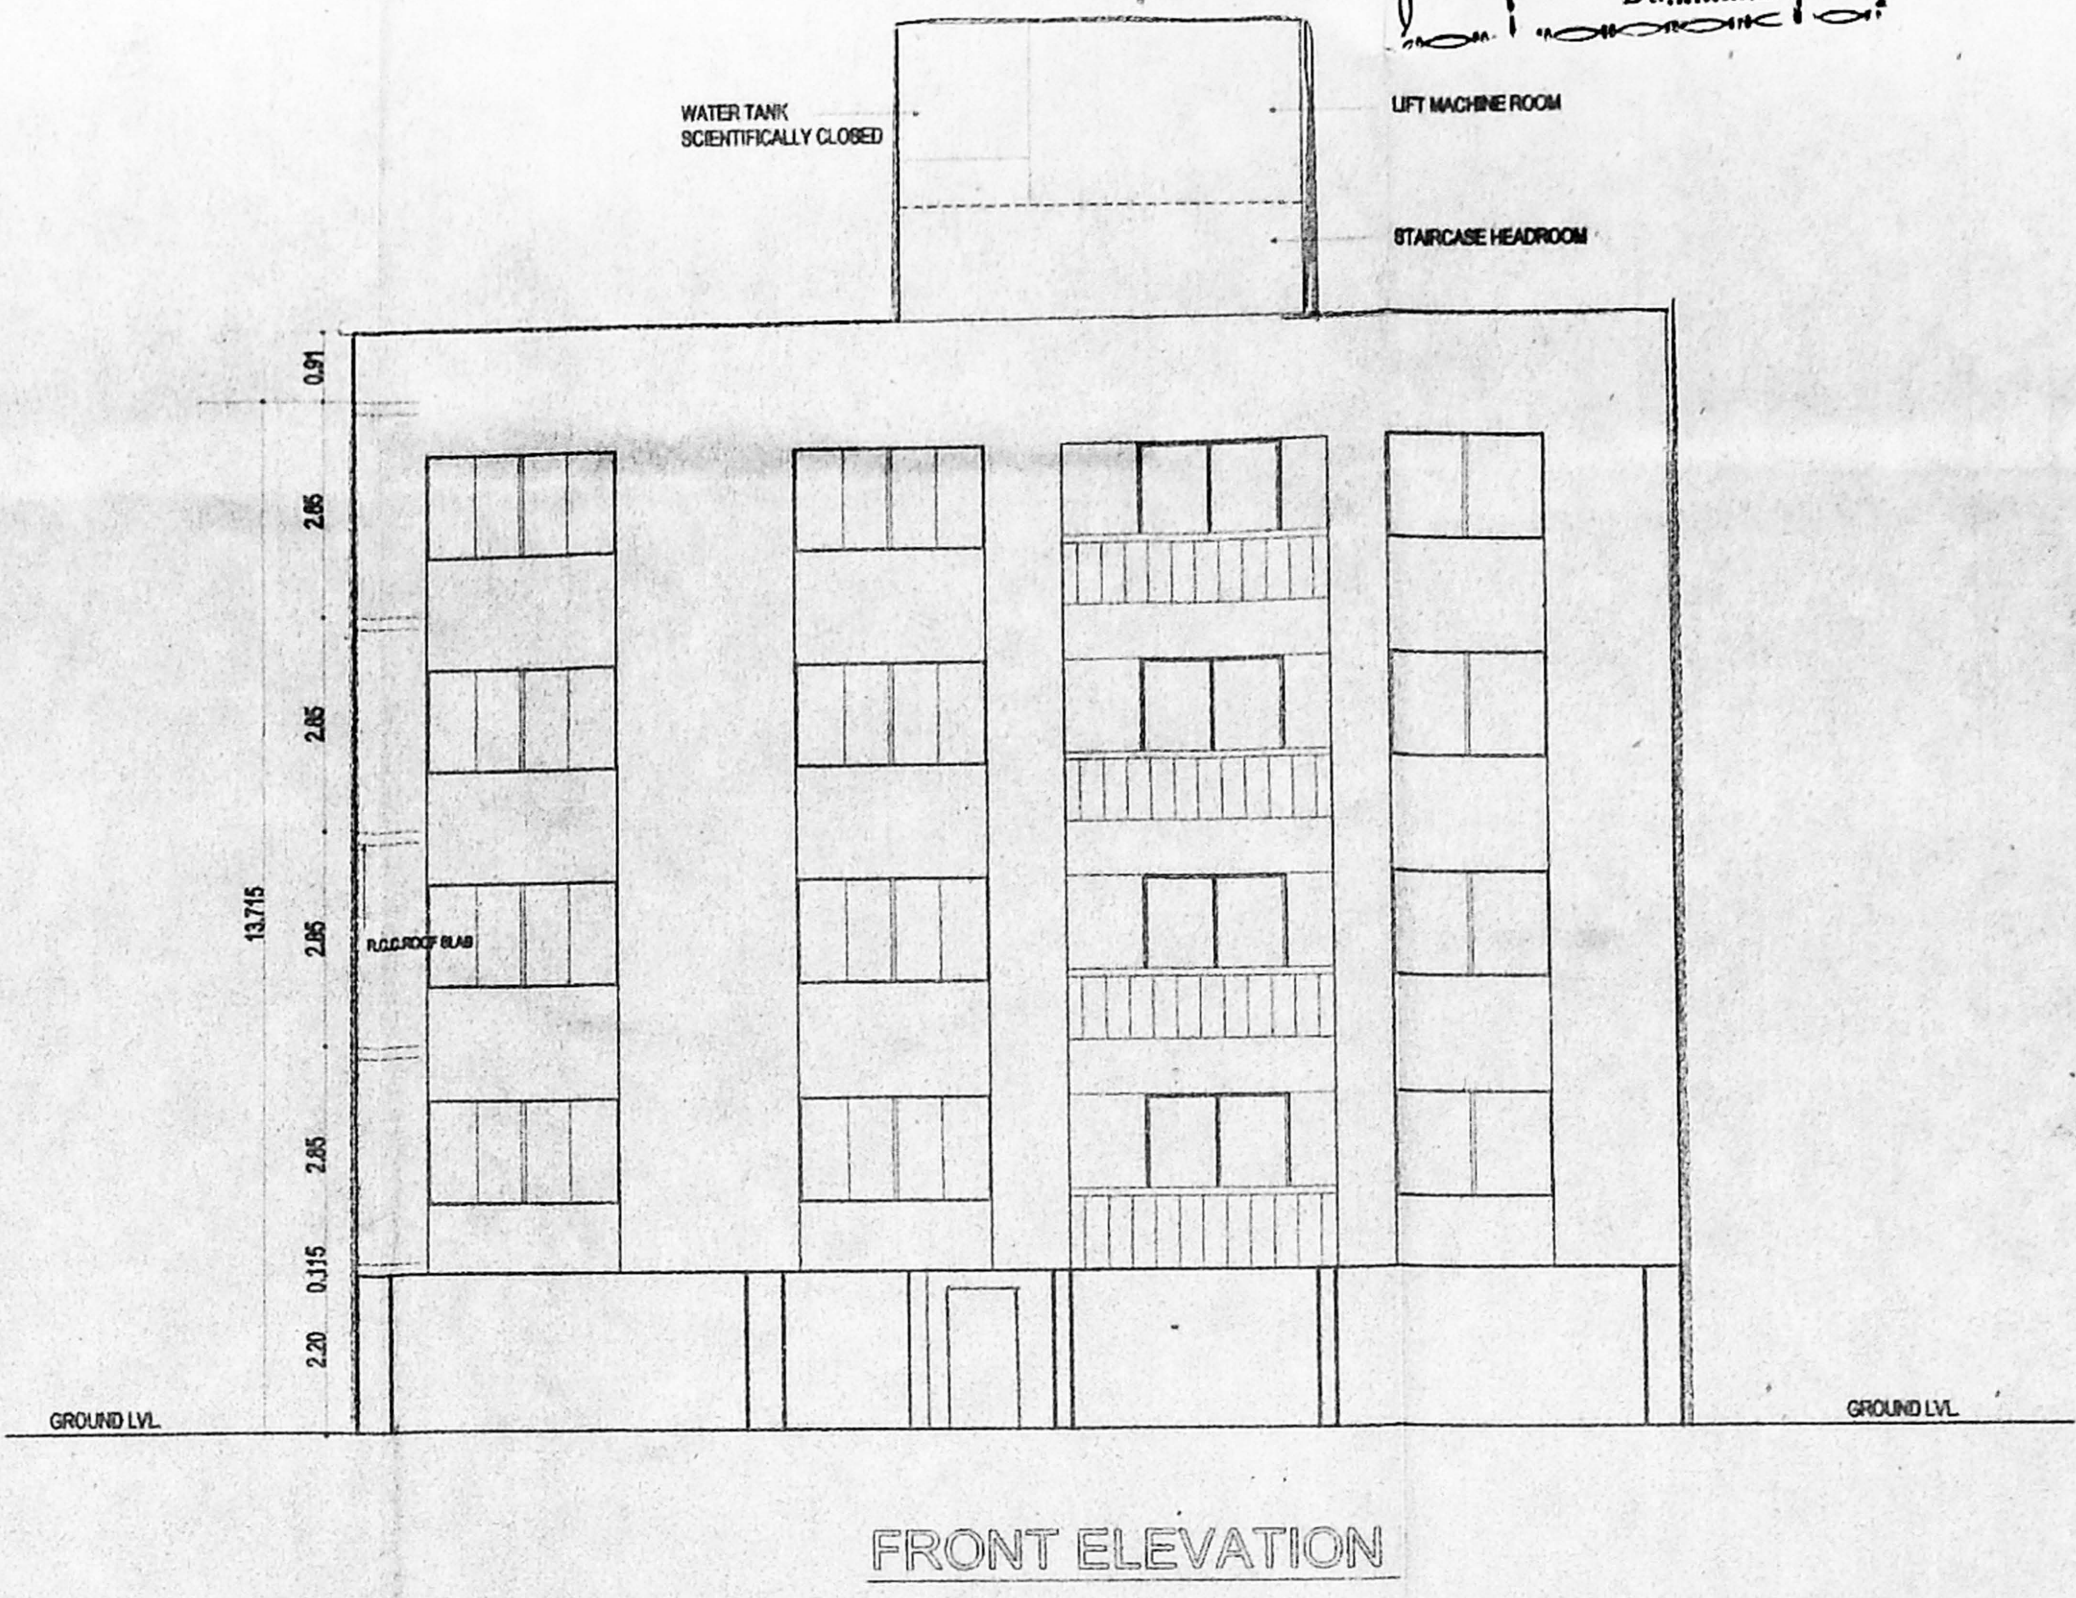 WATER TANK
SCIENTIFICALLY CLOSED
LIFT MACHINE ROOM
STAIRCASE HEADROOM
0.91
2.85
2.85
13.715
2.85
R.C.C.ROOF SLAB
2.85
0.115
2.20
GROUND LVL.
GROUND LVL.
FRONT ELEVATION